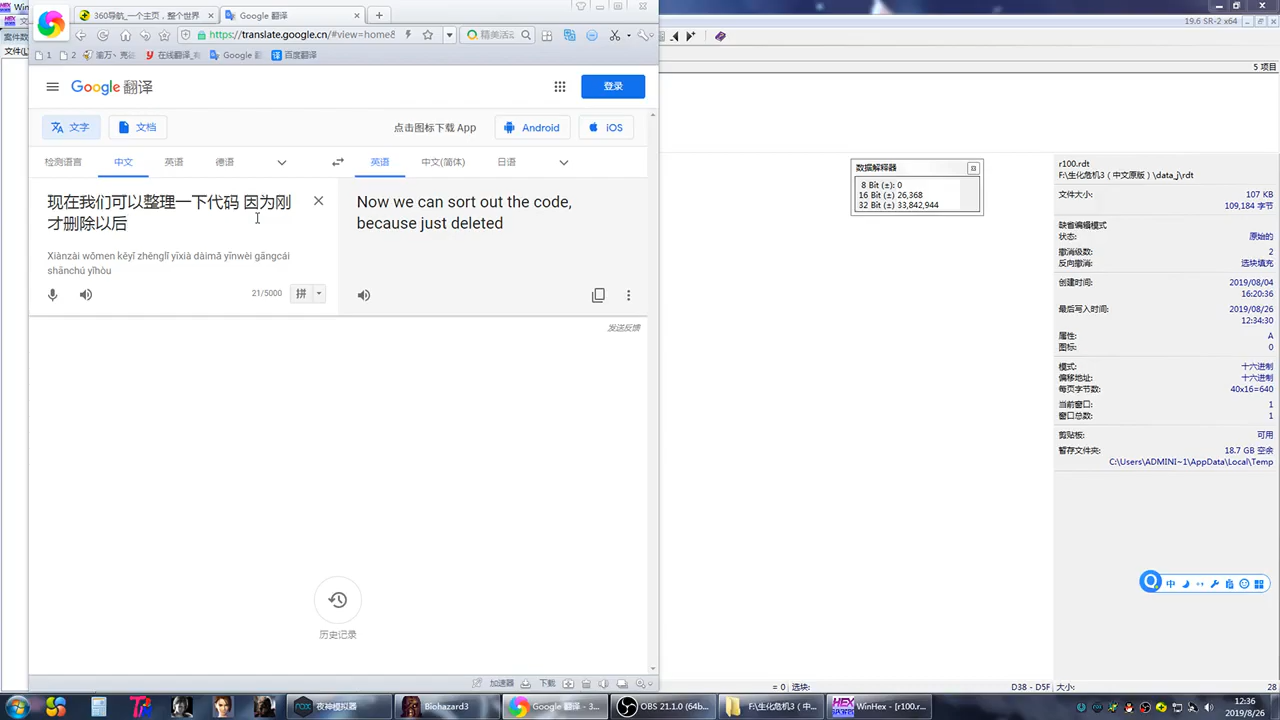 360导航_一个主页，整个世界
Google 翻译
19.6 SR-2 x64
https://translate.google.cn/#view=home&
1
2
在线翻译_
Google 翻
百度翻译
5 项目
Google 翻译
登录
文字
文档
点击图标下载 App
Android
iOS
检测语言
中文
英语
德语
英语
中文(简体)
日语
现在我们可以整理一下代码 因为刚
才删除以后
Xiànzài wǒmen kěyǐ zhěnglǐ yīxià dàimǎ yīnwèi gāngcái
shānchú yǐhòu
21/5000
拼
Now we can sort out the code,
because just deleted
发送反馈
历史记录
数据解释器
8 Bit (±): 0
16 Bit (±): 26,368
32 Bit (±): 33,842,944
r100.rdt
F:\生化危机3（中文原版）\data_j\rdt
文件大小: 107 KB
109,184 字节
缺省编辑模式
状态: 原始的
撤消级数: 2
反向撤消: 选块填充
创建时间: 2019/08/04
16:20:36
最后写入时间: 2019/08/26
12:34:30
属性: A
图标: 0
模式: 十六进制
偏移地址: 十六进制
每页字节数: 40x16=640
当前窗口: 1
窗口总数: 1
剪贴板: 可用
暂存文件夹: 18.7 GB 空余
C:\Users\ADMINI~1\AppData\Local\Temp
中
加速器
下载
= 0 选块: D38 - D5F 大小: 28
夜神模拟器
Biohazard3
Google 翻译 - 3...
OBS 21.1.0 (64b...
F:\生化危机3（中...
WinHex - [r100.r...
12:36
2019/8/26